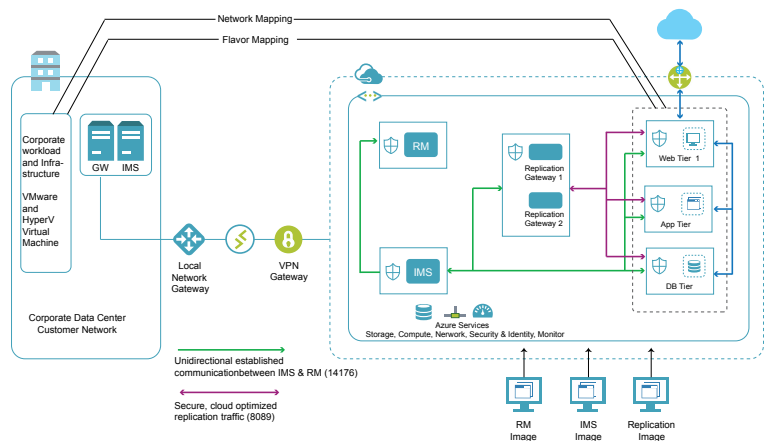 Network Mapping
Flavor Mapping
Corporate
workload
and Infra-
structure
VMware
and
HyperV
Virtual
Machine
GW
IMS
Corporate Data Center
Customer Network
Local
Network
Gateway
VPN
Gateway
RM
IMS
Replication
Gateway 1
Replication
Gateway 2
Web Tier 1
App Tier
DB Tier
Azure Services
Storage, Compute, Network, Security & Identity, Monitor
Unidirectional established
communicationbetween IMS & RM (14176)
Secure, cloud optimized
replication traffic (8089)
RM
Image
IMS
Image
Replication
Image